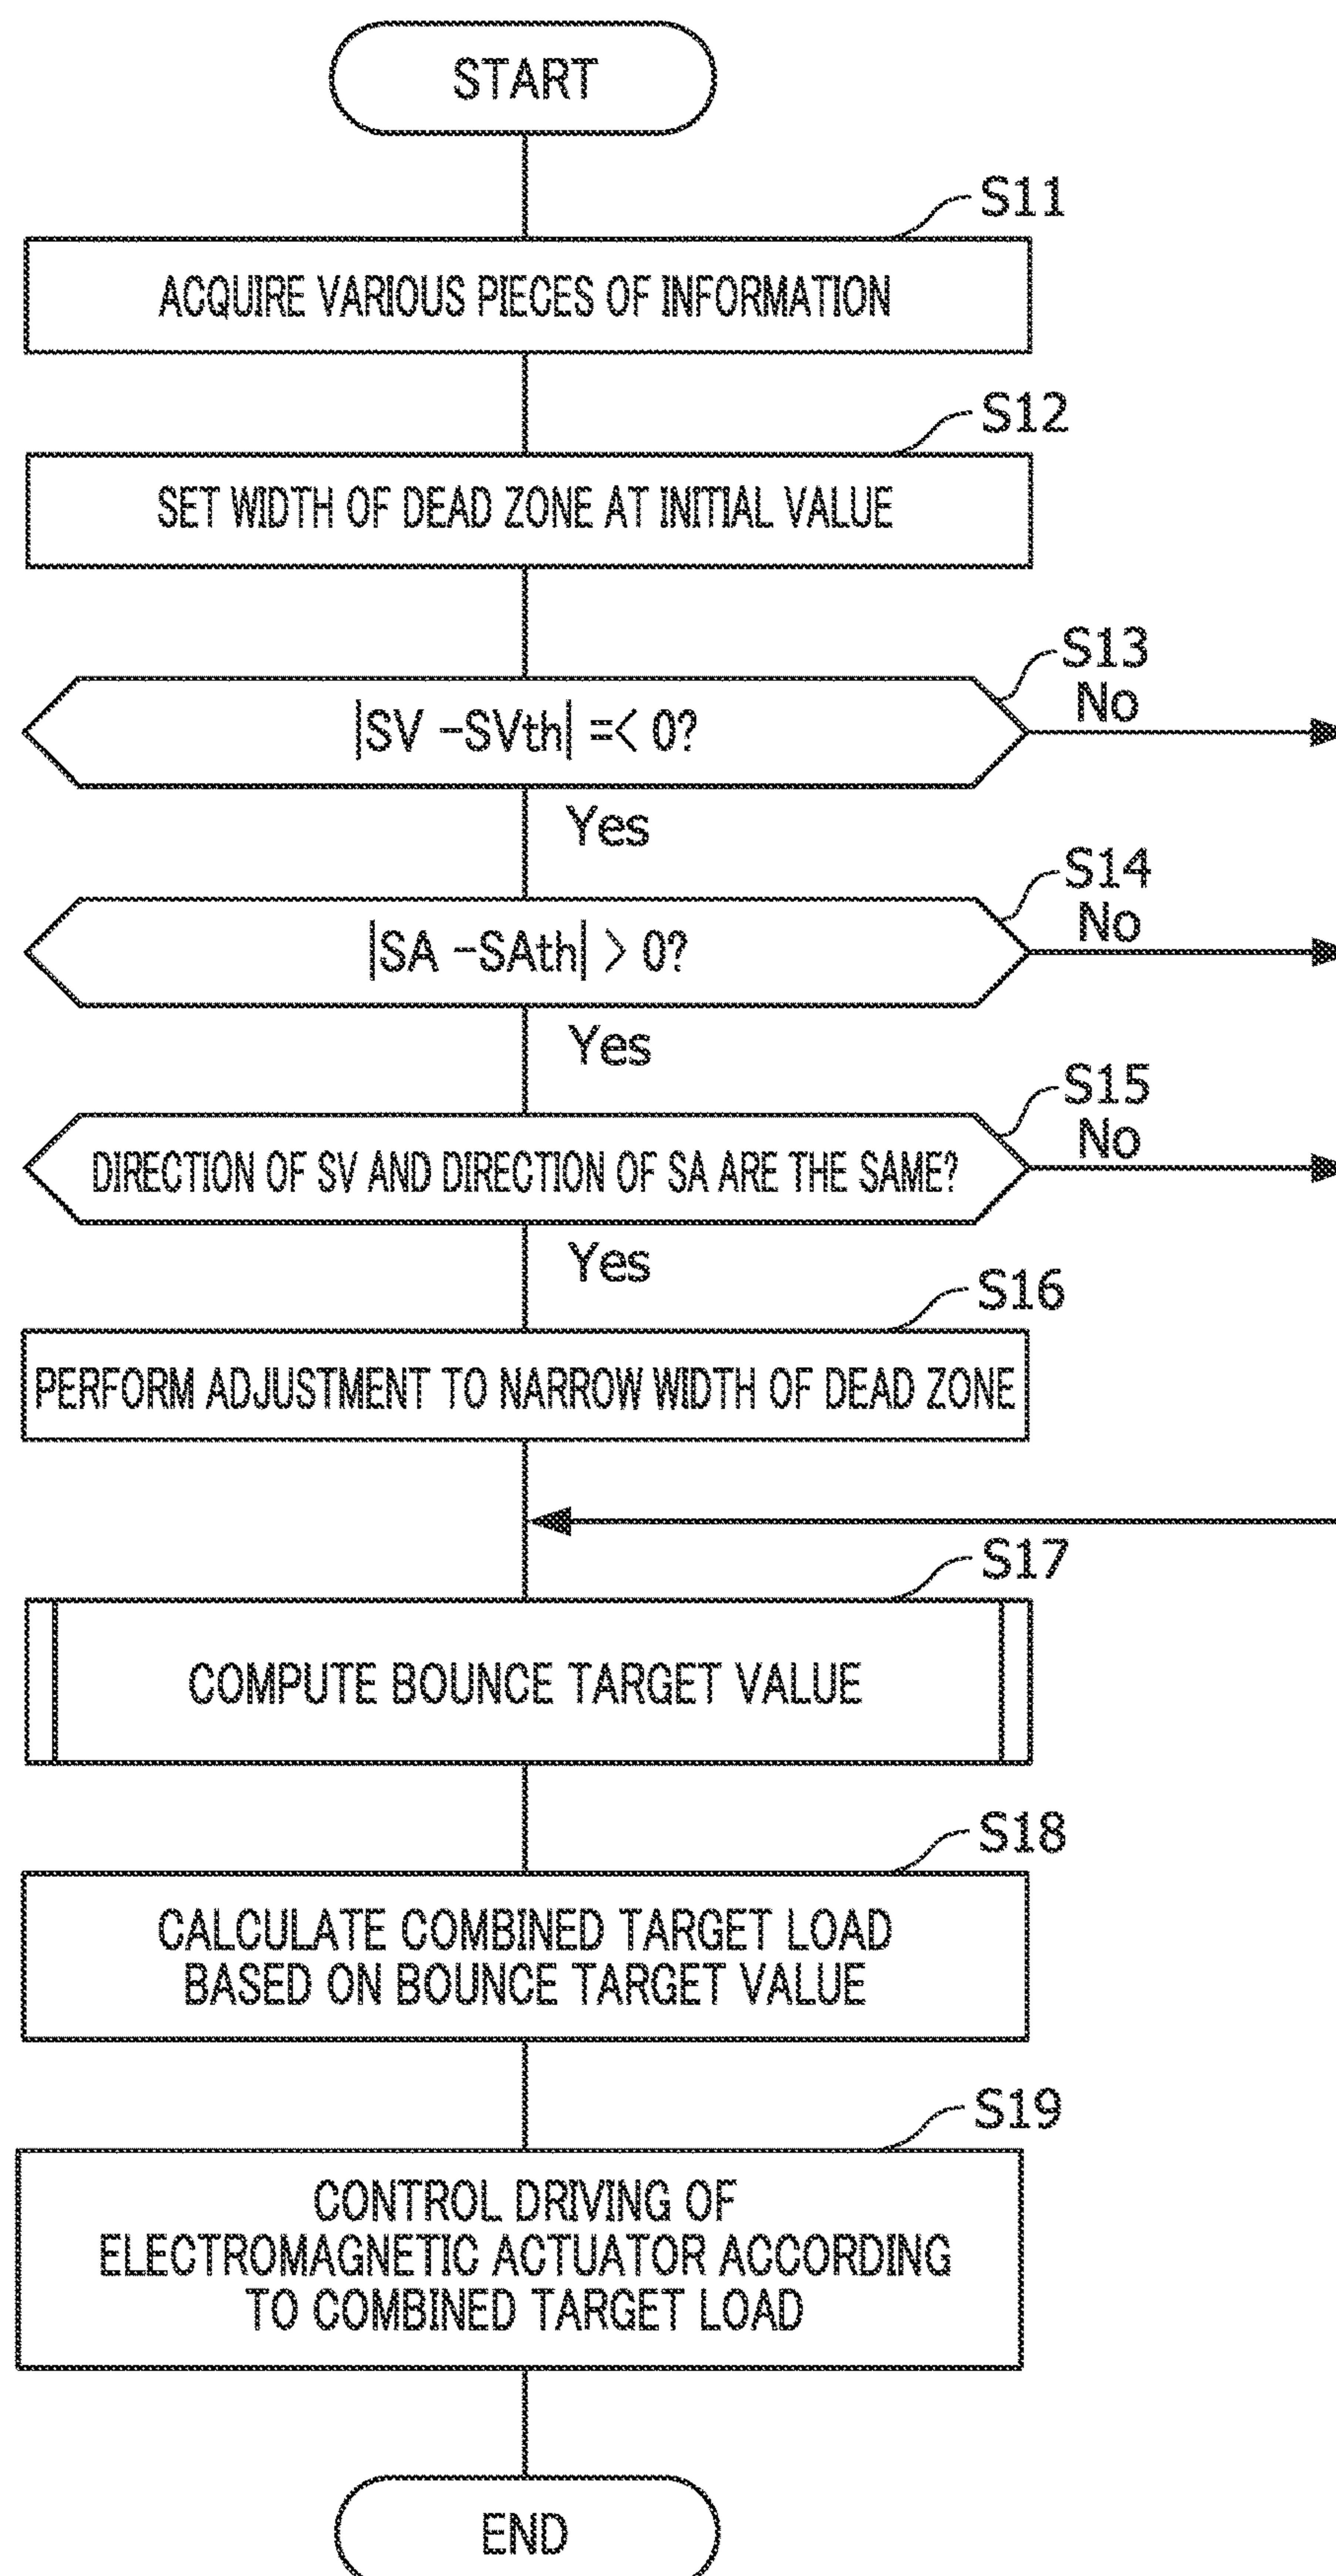 START
S11
ACQUIRE VARIOUS PIECES OF INFORMATION
S12
SET WIDTH OF DEAD ZONE AT INITIAL VALUE
S13
No
|SV -SVth| =< 0?
Yes
S14
No
|SA -SAth| > 0?
Yes
S15
No
DIRECTION OF SV AND DIRECTION OF SA ARE THE SAME?
Yes
S16
PERFORM ADJUSTMENT TO NARROW WIDTH OF DEAD ZONE
S17
COMPUTE BOUNCE TARGET VALUE
S18
CALCULATE COMBINED TARGET LOAD
BASED ON BOUNCE TARGET VALUE
S19
CONTROL DRIVING OF
ELECTROMAGNETIC ACTUATOR ACCORDING
TO COMBINED TARGET LOAD
END